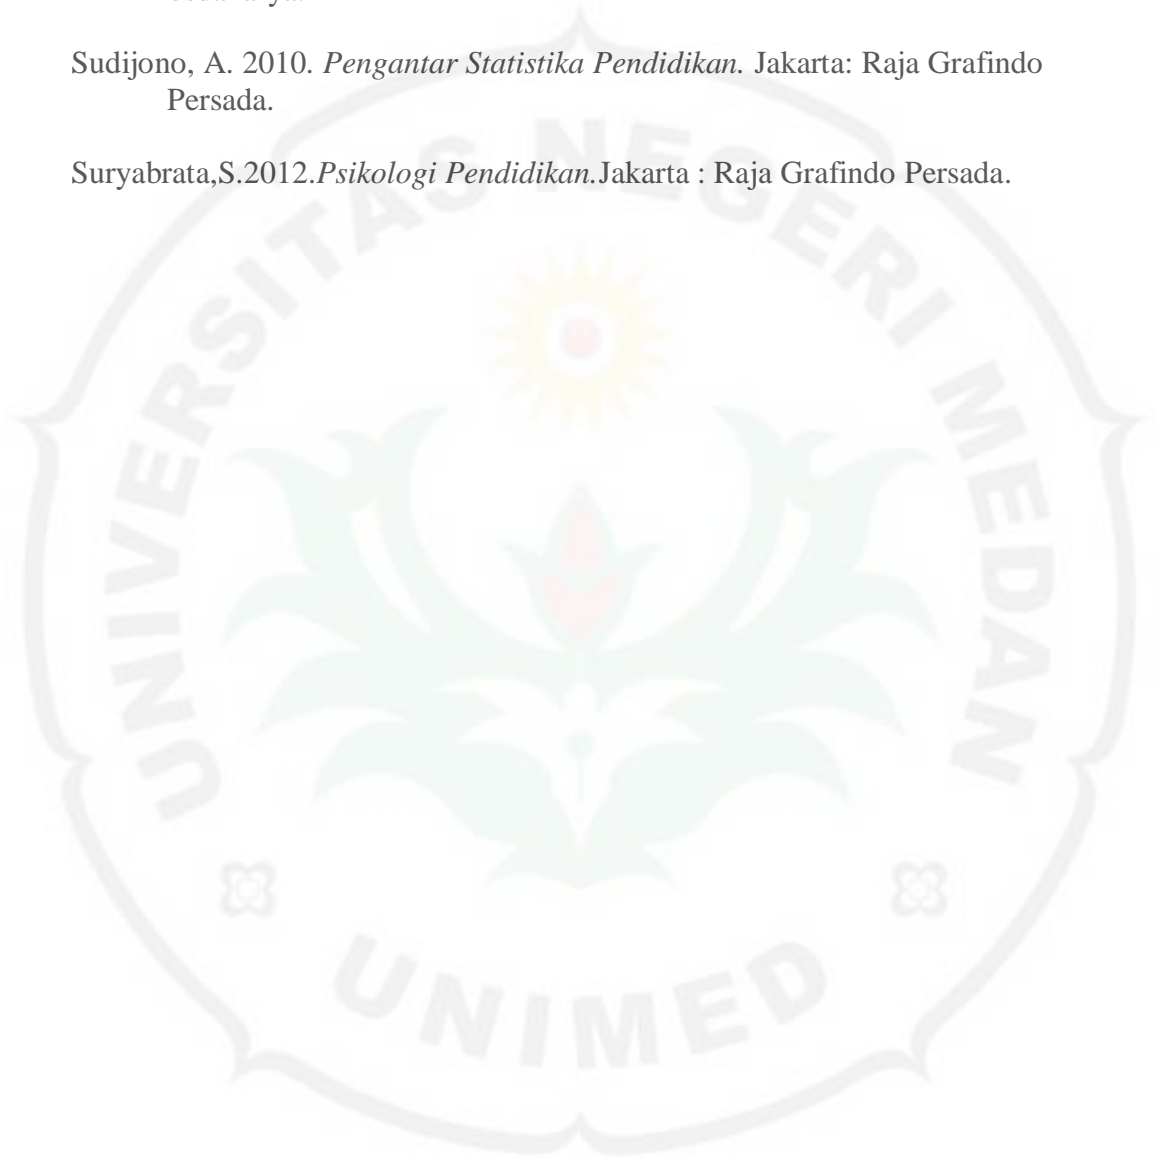 Sudijono, A. 2010. Pengantar Statistika Pendidikan. Jakarta: Raja Grafindo
Persada.
Suryabrata,S.2012.Psikologi Pendidikan.Jakarta : Raja Grafindo Persada.
UNIVERSITAS NEGERI MEDAN
UNIMED